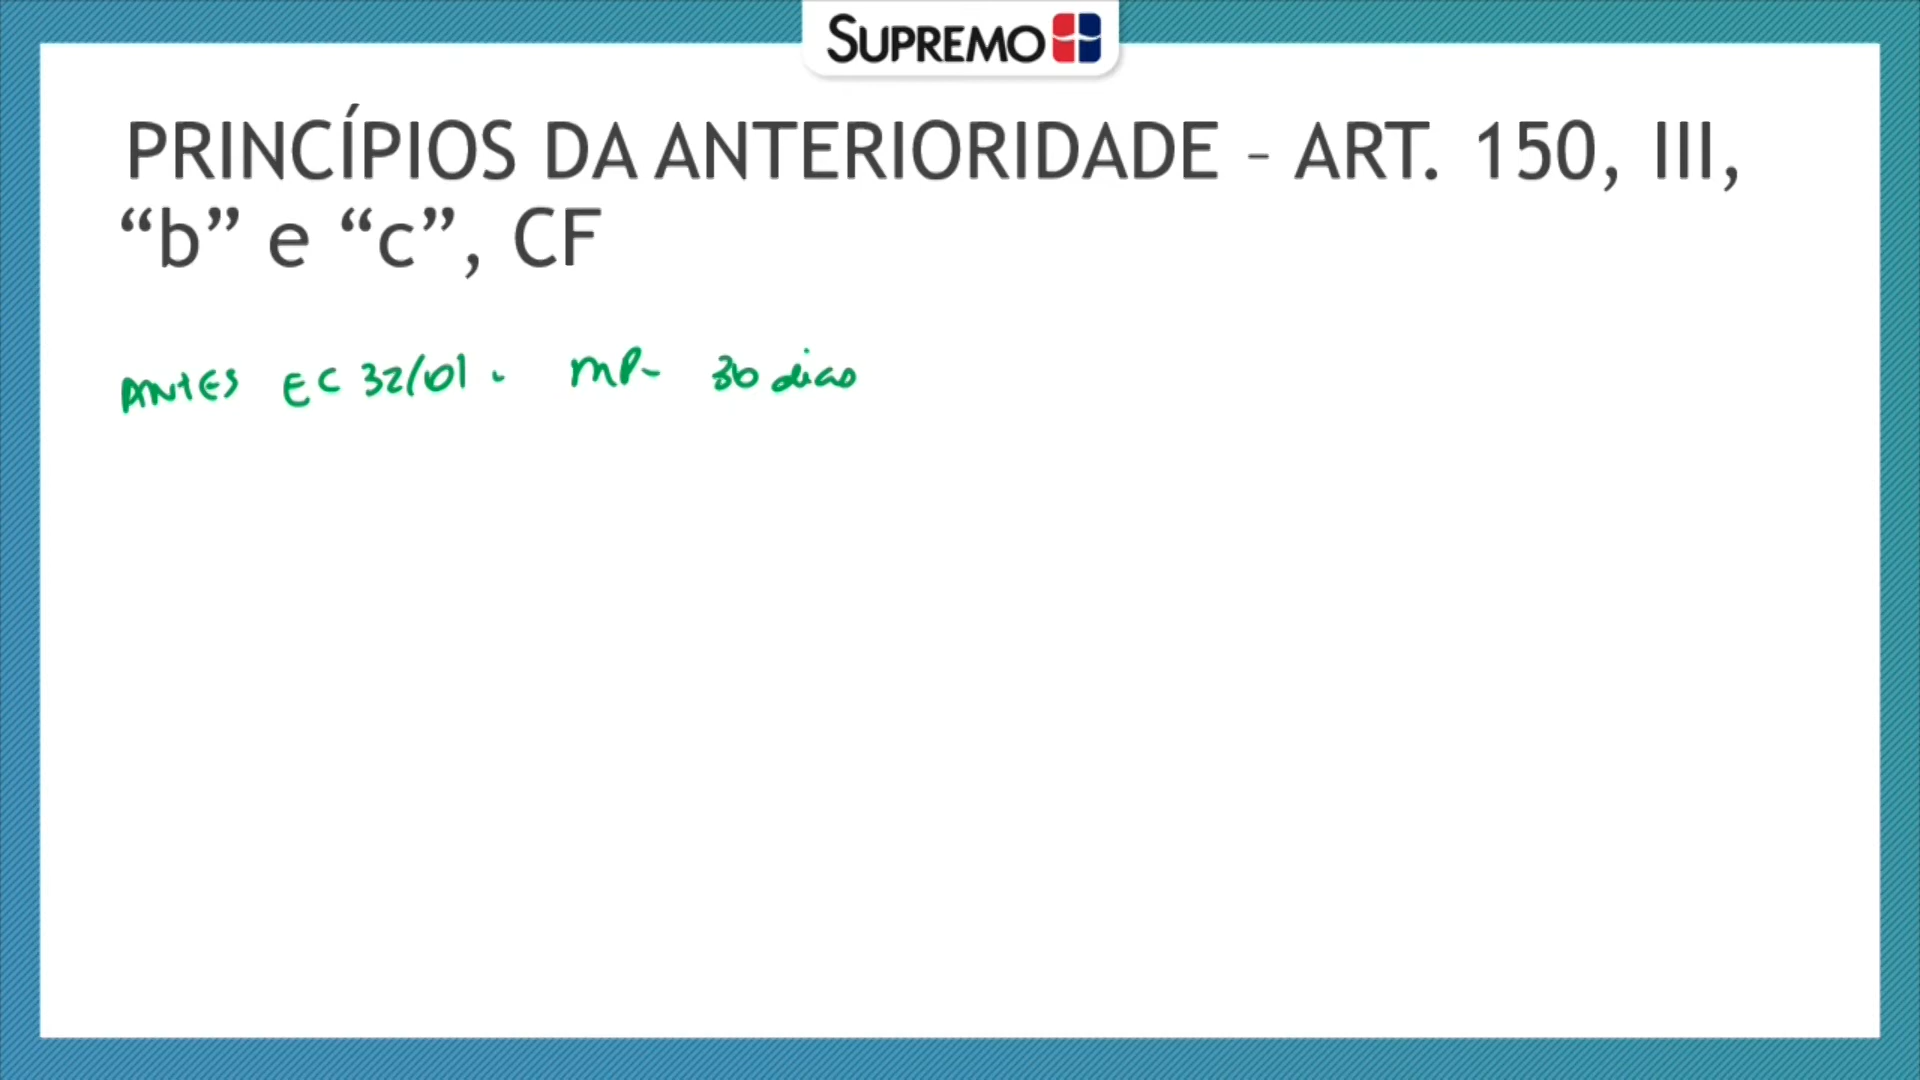 SUPREMO
PRINCÍPIOS DA ANTERIORIDADE – ART. 150, III,
“b” e “c”, CF
ANTES EC 32/01. MP- 30 dias